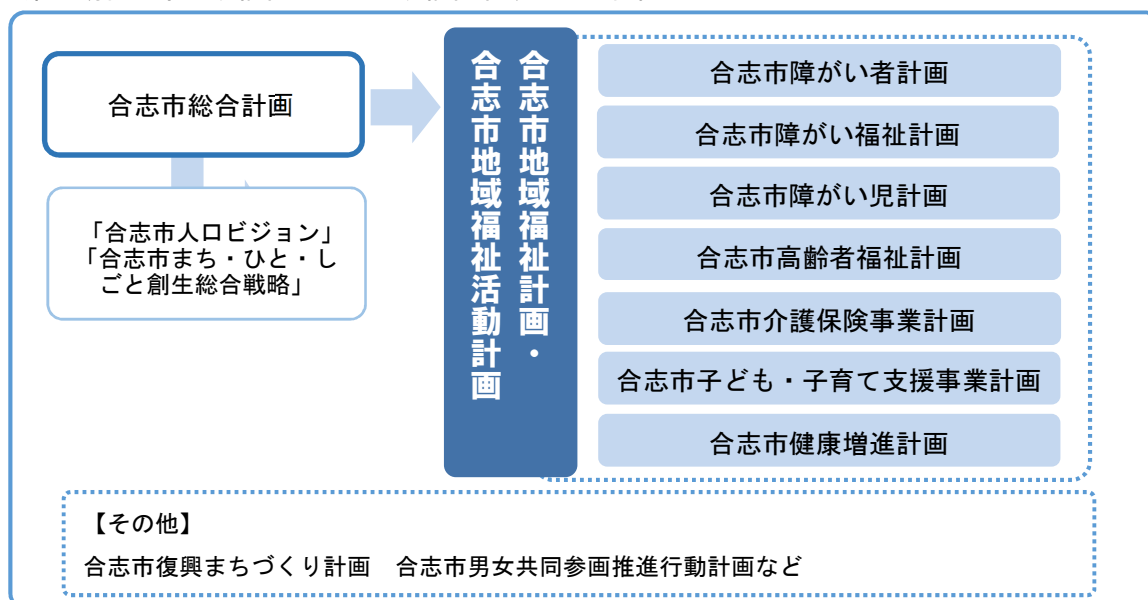 合志市総合計画
「合志市人口ビジョン」
「合志市まち・ひと・し
ごと創生総合戦略」
合志市地域福祉計画・
合志市地域福祉活動計画
合志市障がい者計画
合志市障がい福祉計画
合志市障がい児計画
合志市高齢者福祉計画
合志市介護保険事業計画
合志市子ども・子育て支援事業計画
合志市健康増進計画
【その他】
合志市復興まちづくり計画　合志市男女共同参画推進行動計画など